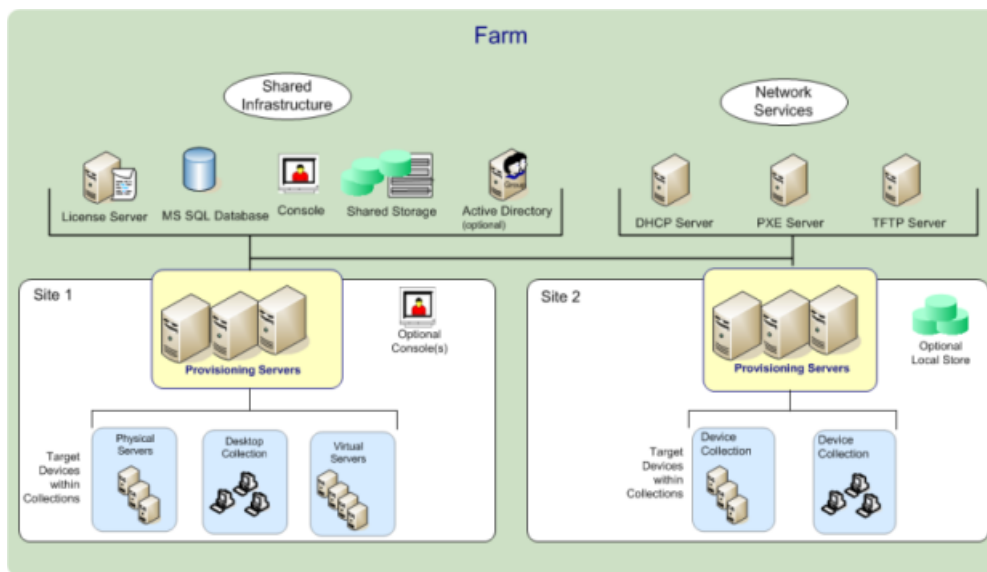 Farm
Shared
Infrastructure
Network
Services
License Server
MS SQL Database
Console
Shared Storage
Group
Active Directory
(optional)
DHCP Server
PXE Server
TFTP Server
Site 1
Provisioning Servers
Optional
Console(s)
Target
Devices
within
Collections
Physical
Servers
Desktop
Collection
Virtual
Servers
Site 2
Provisioning Servers
Optional
Local Store
Target
Devices
within
Collections
Device
Collection
Device
Collection